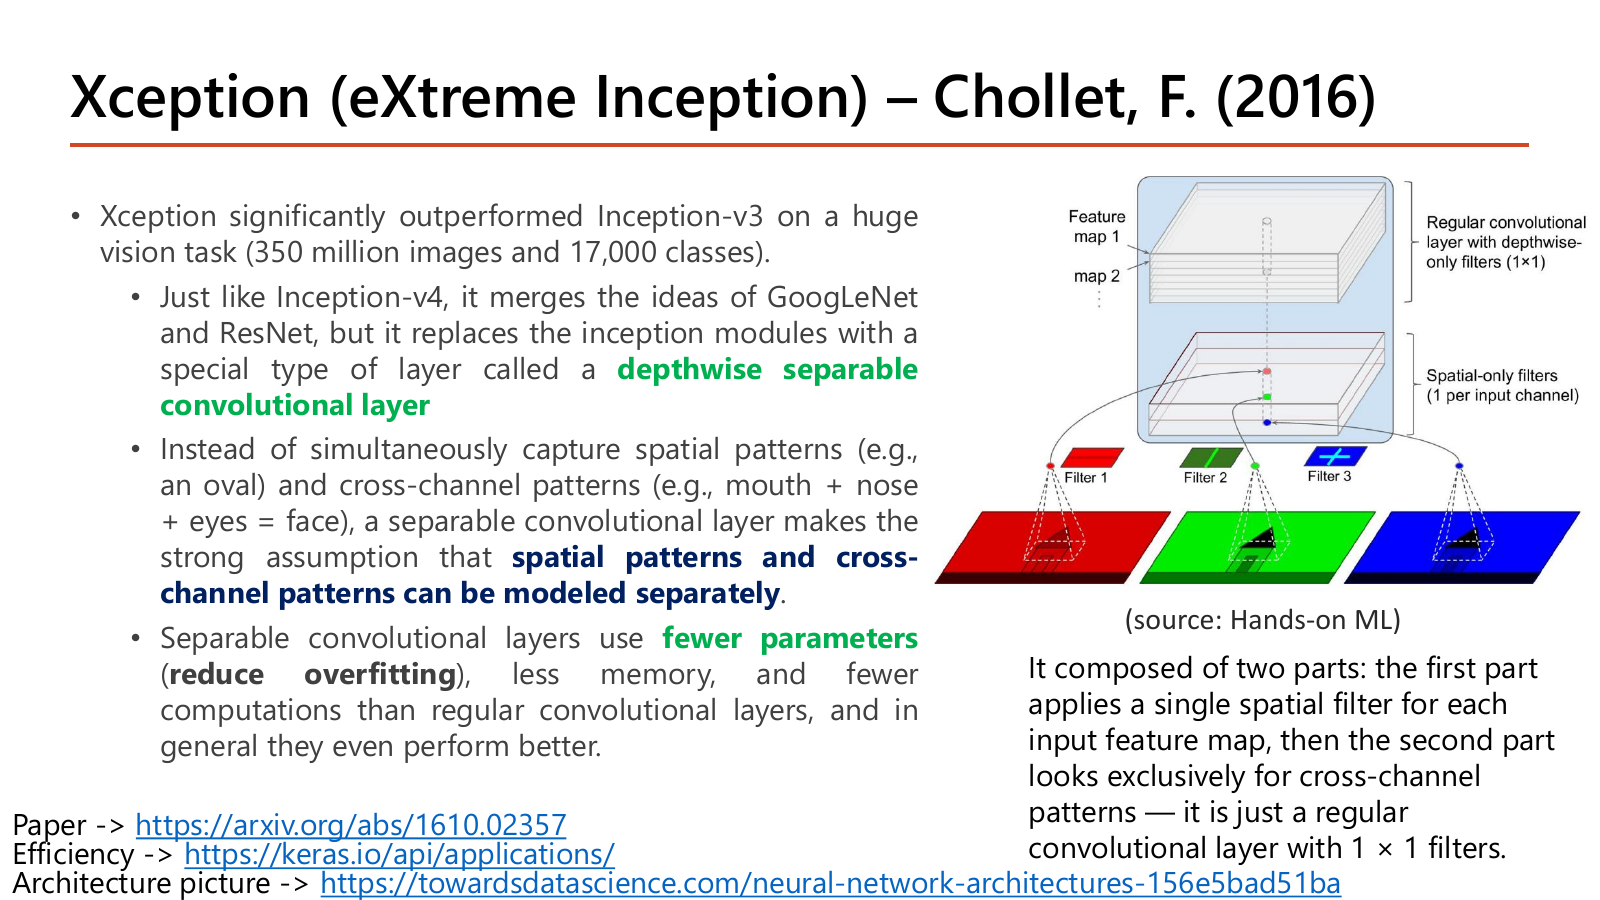 Xception (eXtreme Inception) – Chollet, F. (2016)
• Xception significantly outperformed Inception-v3 on a huge
vision task (350 million images and 17,000 classes).
• Just like Inception-v4, it merges the ideas of GoogLeNet
and ResNet, but it replaces the inception modules with a
special type of layer called a depthwise separable
convolutional layer
• Instead of simultaneously capture spatial patterns (e.g.,
an oval) and cross-channel patterns (e.g., mouth + nose
+ eyes = face), a separable convolutional layer makes the
strong assumption that spatial patterns and cross-
channel patterns can be modeled separately.
• Separable convolutional layers use fewer parameters
(reduce overfitting), less memory, and fewer
computations than regular convolutional layers, and in
general they even perform better.
Feature
map 1
map 2
Regular convolutional
layer with depthwise-
only filters (1×1)
Spatial-only filters
(1 per input channel)
Filter 1
Filter 2
Filter 3
(source: Hands-on ML)
It composed of two parts: the first part
applies a single spatial filter for each
input feature map, then the second part
looks exclusively for cross-channel
patterns — it is just a regular
convolutional layer with 1 × 1 filters.
Paper -> https://arxiv.org/abs/1610.02357
Efficiency -> https://keras.io/api/applications/
Architecture picture -> https://towardsdatascience.com/neural-network-architectures-156e5bad51ba